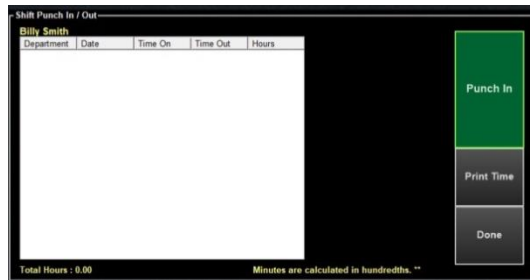 Shift Punch In / Out
Billy Smith
Department Date Time On Time Out Hours
Punch In
Print Time
Done
Total Hours : 0.00 Minutes are calculated in hundredths. **